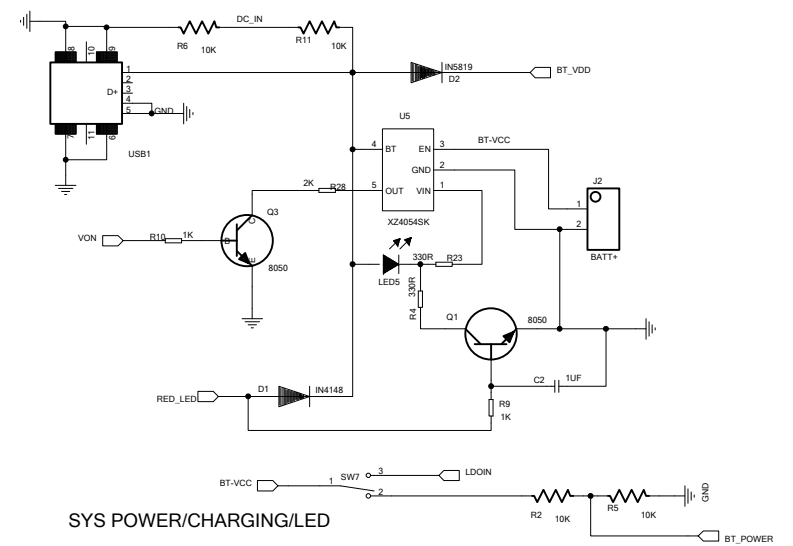 DC_IN
R6
10K
R11
10K
8
10
9
1
2
D+
3
4
5
GND
7
11
6
USB1
IN5819
D2
BT_VDD
U5
4
BT
EN
3
BT-VCC
GND
2
5
OUT
VIN
1
XZ4054SK
2K
R28
J2
1
2
BATT+
VON
R10
1K
B
C
E
Q3
8050
LED5
330R
R23
330R
R4
Q1
8050
C2
1UF
R9
1K
RED_LED
D1
IN4148
BT-VCC
1
SW7
3
2
LDOIN
R2
10K
R5
10K
GND
BT_POWER
SYS POWER/CHARGING/LED